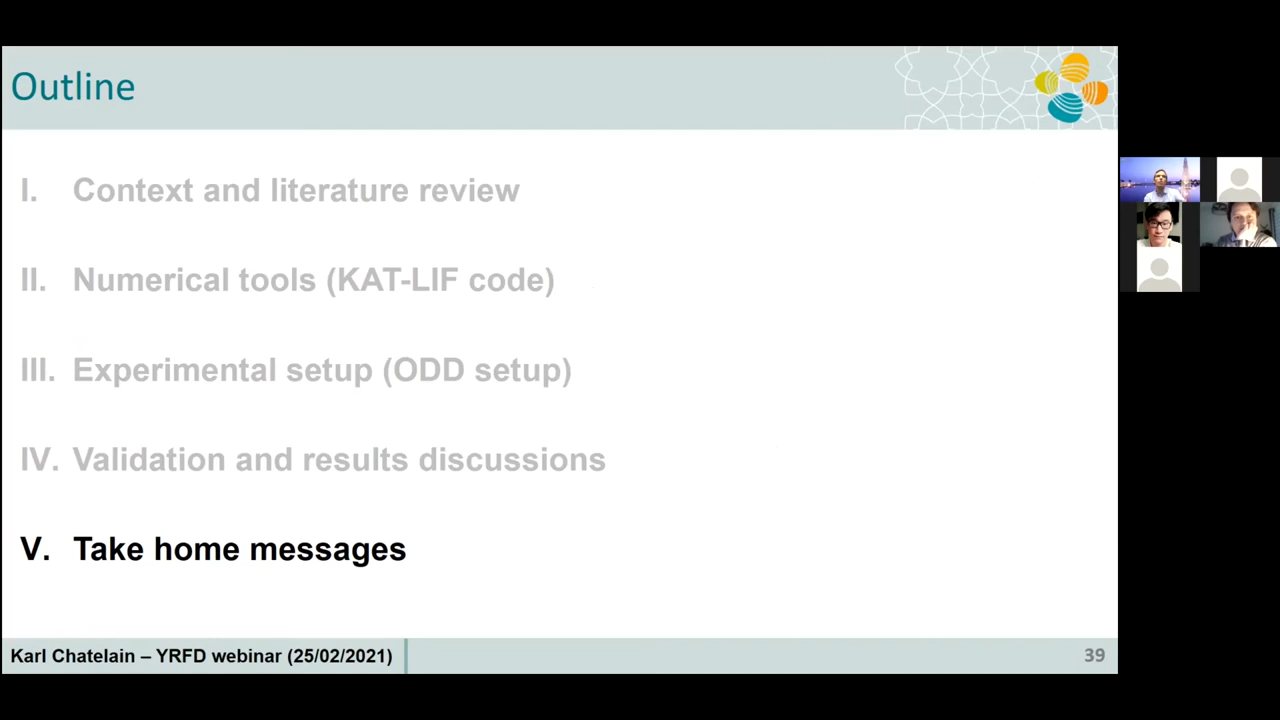 Outline
I. Context and literature review
II. Numerical tools (KAT-LIF code)
III. Experimental setup (ODD setup)
IV. Validation and results discussions
V. Take home messages
Karl Chatelain – YRFD webinar (25/02/2021)
39